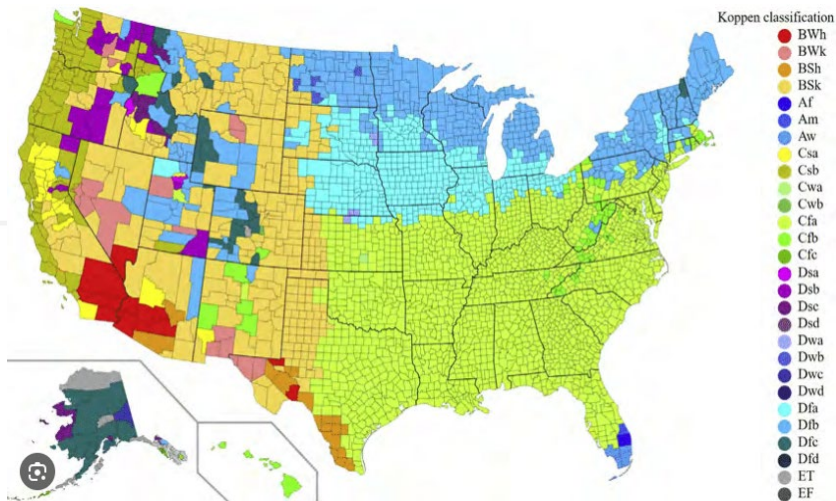 Koppen classification
BWh
BWk
BSh
BSk
Af
Am
Aw
Csa
Csb
Cwa
Cwb
Cfa
Cfb
Cfc
Dsa
Dsb
Dsc
Dsd
Dwa
Dwb
Dwc
Dwd
Dfa
Dfb
Dfc
Dfd
ET
EF